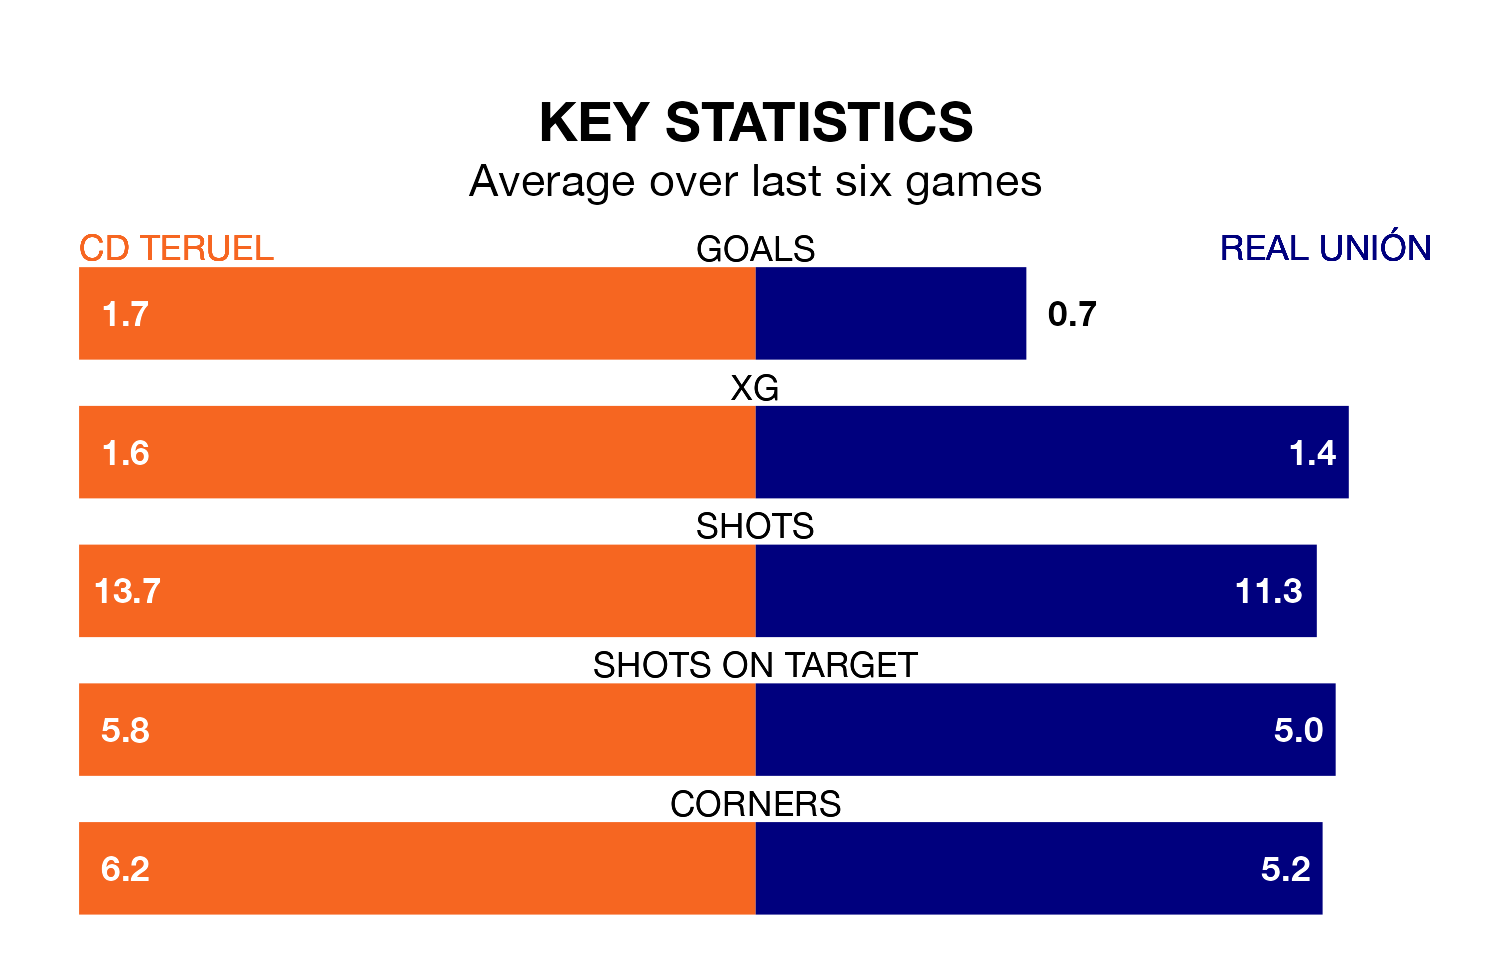 KEY STATISTICS
Average over last six games
CD TERUEL GOALS REAL UNIÓN
1.7 0.7
XG
1.6 1.4
SHOTS
13.7 11.3
SHOTS ON TARGET
5.8 5.0
CORNERS
6.2 5.2